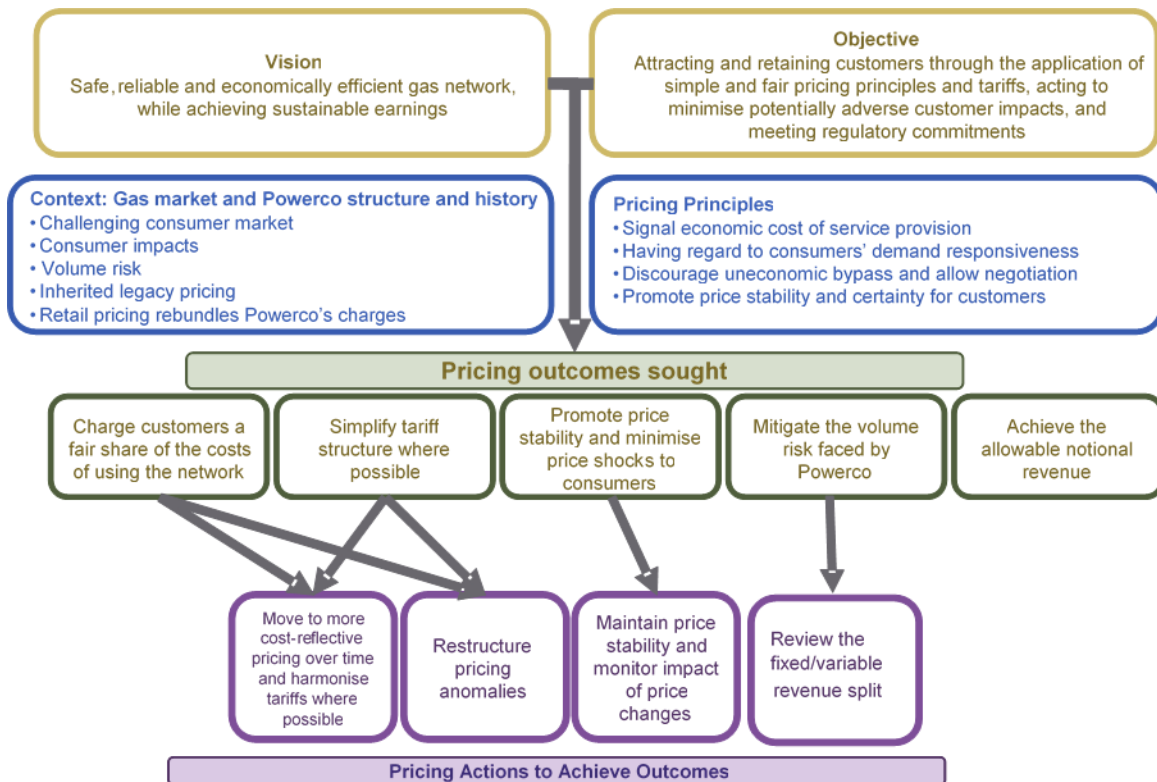 Vision
Safe, reliable and economically efficient gas network,
while achieving sustainable earnings
Objective
Attracting and retaining customers through the application of
simple and fair pricing principles and tariffs, acting to
minimise potentially adverse customer impacts, and
meeting regulatory commitments
Context: Gas market and Powerco structure and history
• Challenging consumer market
• Consumer impacts
• Volume risk
• Inherited legacy pricing
• Retail pricing rebundles Powerco's charges
Pricing Principles
• Signal economic cost of service provision
• Having regard to consumers' demand responsiveness
• Discourage uneconomic bypass and allow negotiation
• Promote price stability and certainty for customers
Pricing outcomes sought
Charge customers a
fair share of the costs
of using the network
Simplify tariff
structure where
possible
Promote price
stability and minimise
price shocks to
consumers
Mitigate the volume
risk faced by
Powerco
Achieve the
allowable notional
revenue
Move to more
cost-reflective
pricing over time
and harmonise
tariffs where
possible
Restructure
pricing
anomalies
Maintain price
stability and
monitor impact
of price
changes
Review the
fixed/variable
revenue split
Pricing Actions to Achieve Outcomes